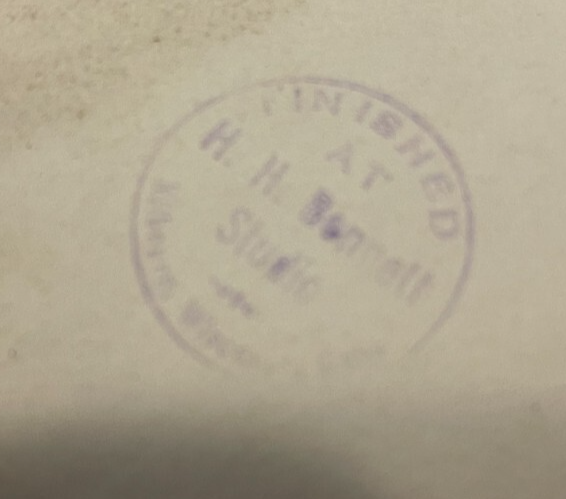 FINISHED
AT
H. H. Bennett
Studio